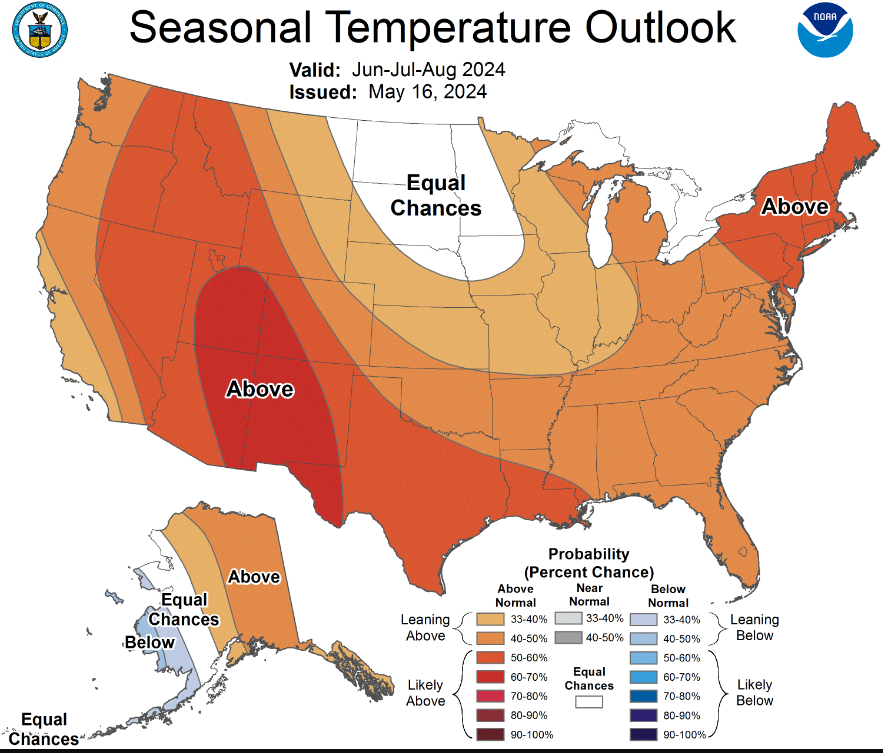 Seasonal Temperature Outlook
NOAA
Valid: Jun-Jul-Aug 2024
Issued: May 16, 2024
Equal
Chances
Above
Above
Above
Equal
Chances
Below
Equal
Chances
Probability
(Percent Chance)
Above
Normal
Near
Normal
Below
Normal
Leaning
Above
33-40%
40-50%
33-40%
40-50%
33-40%
40-50%
Leaning
Below
Likely
Above
50-60%
60-70%
70-80%
80-90%
90-100%
Equal
Chances
50-60%
60-70%
70-80%
80-90%
90-100%
Likely
Below